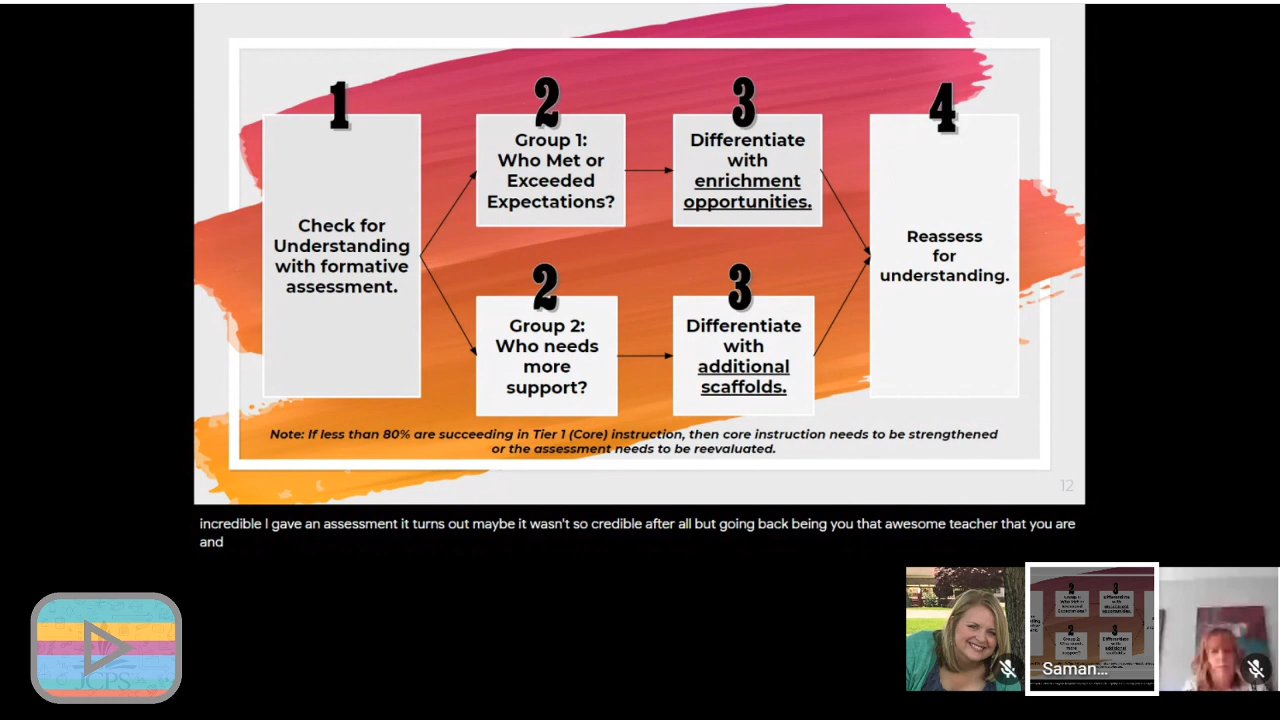 1
Check for
Understanding
with formative
assessment.
2
Group 1:
Who Met or
Exceeded
Expectations?
3
Differentiate
with
enrichment
opportunities.
2
Group 2:
Who needs
more
support?
3
Differentiate
with
additional
scaffolds.
4
Reassess
for
understanding.
Note: If less than 80% are succeeding in Tier 1 (Core) instruction, then core instruction needs to be strengthened
or the assessment needs to be reevaluated.
12
incredible I gave an assessment it turns out maybe it wasn't so credible after all but going back being you that awesome teacher that you are
and
Saman...
JCPS